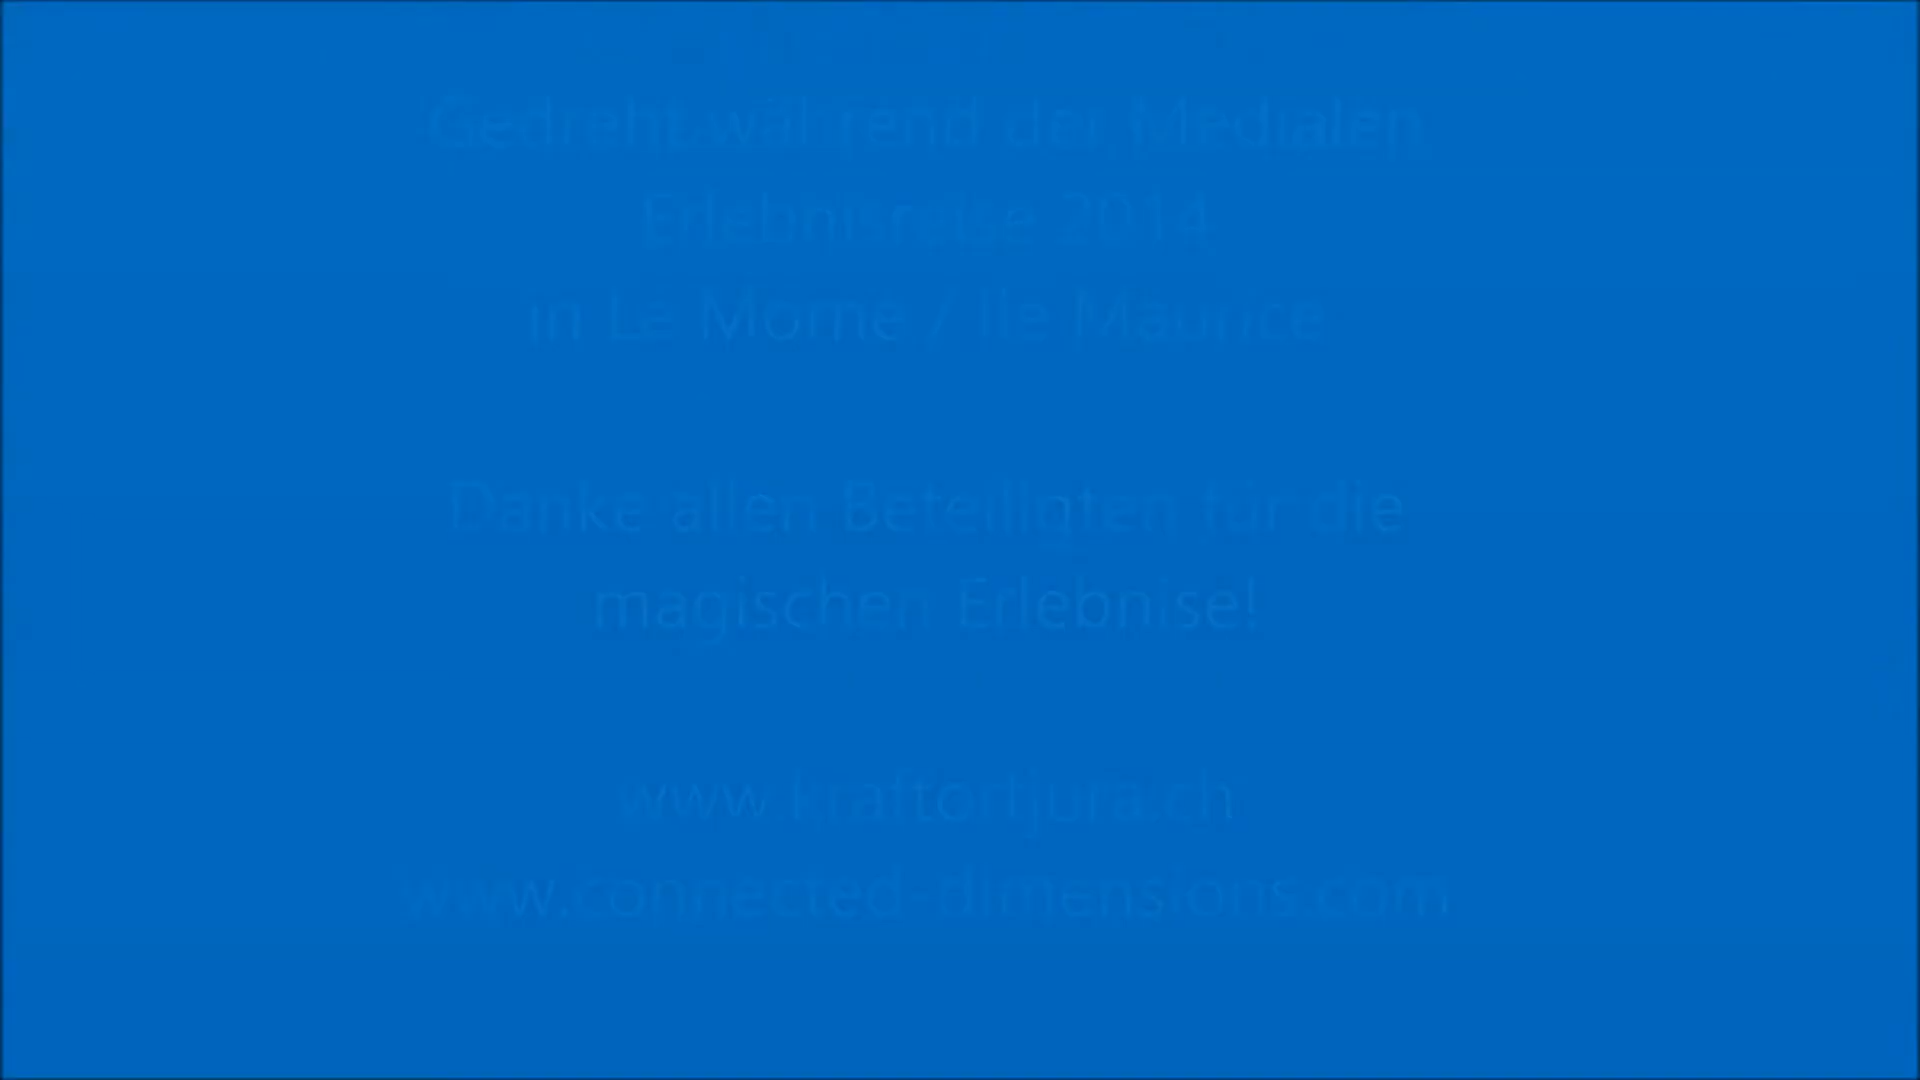 Gedreht während der Medialen
Erlebnisreise 2014
in Le Morne / Ile Maurice
Danke allen Beteiligten für die
magischen Erlebnise!
www.kraftortjura.ch
www.connected-dimensions.com